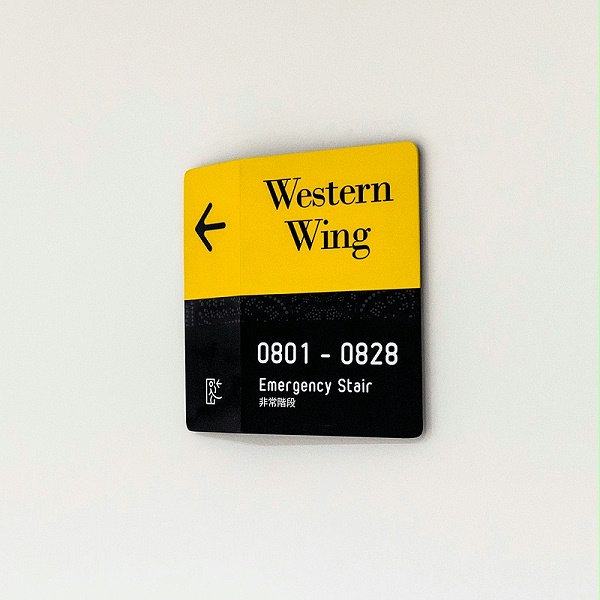 Western
Wing
0801 - 0828
Emergency Stair
非常階段